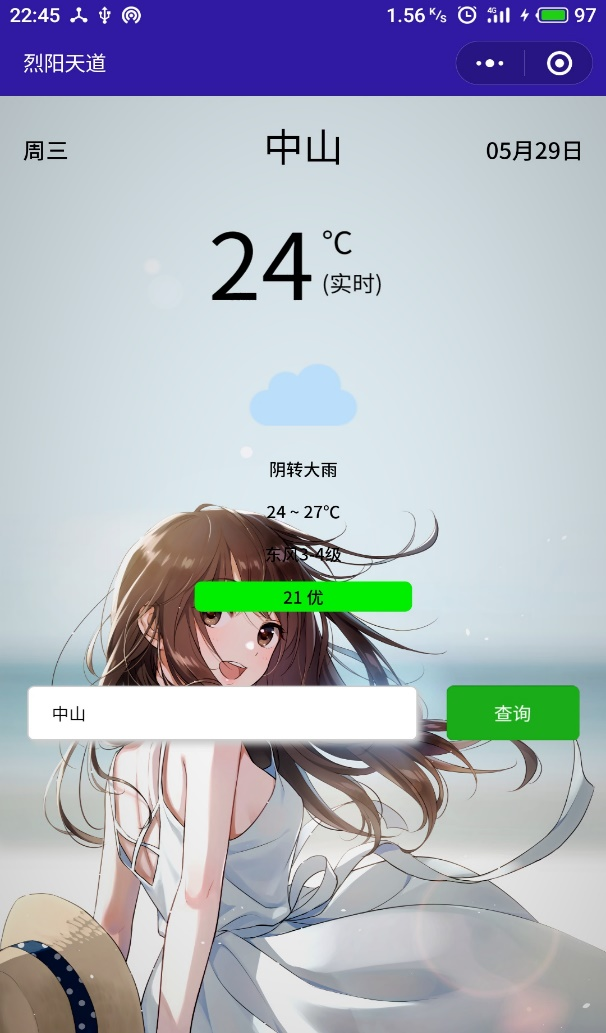 22:45 1.56 K/s 4G 97
烈阳天道
周三 中山 05月29日
24 °C
(实时)
阴转大雨
24 ~ 27℃
东风3-4级
21 优
中山 查询